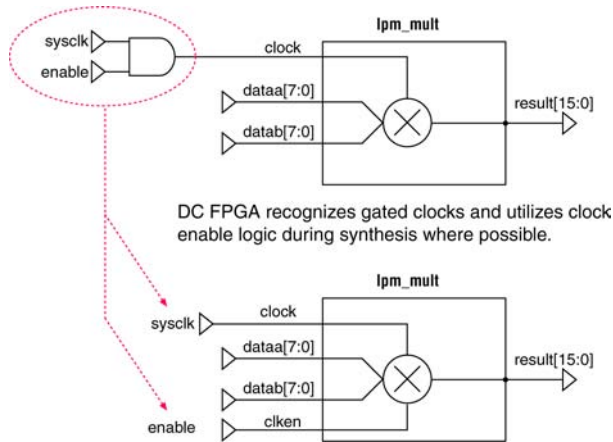 lpm_mult
sysclk
clock
enable
dataa[7:0]
result[15:0]
datab[7:0]
DC FPGA recognizes gated clocks and utilizes clock
enable logic during synthesis where possible.
lpm_mult
clock
sysclk
dataa[7:0]
result[15:0]
datab[7:0]
enable
clken